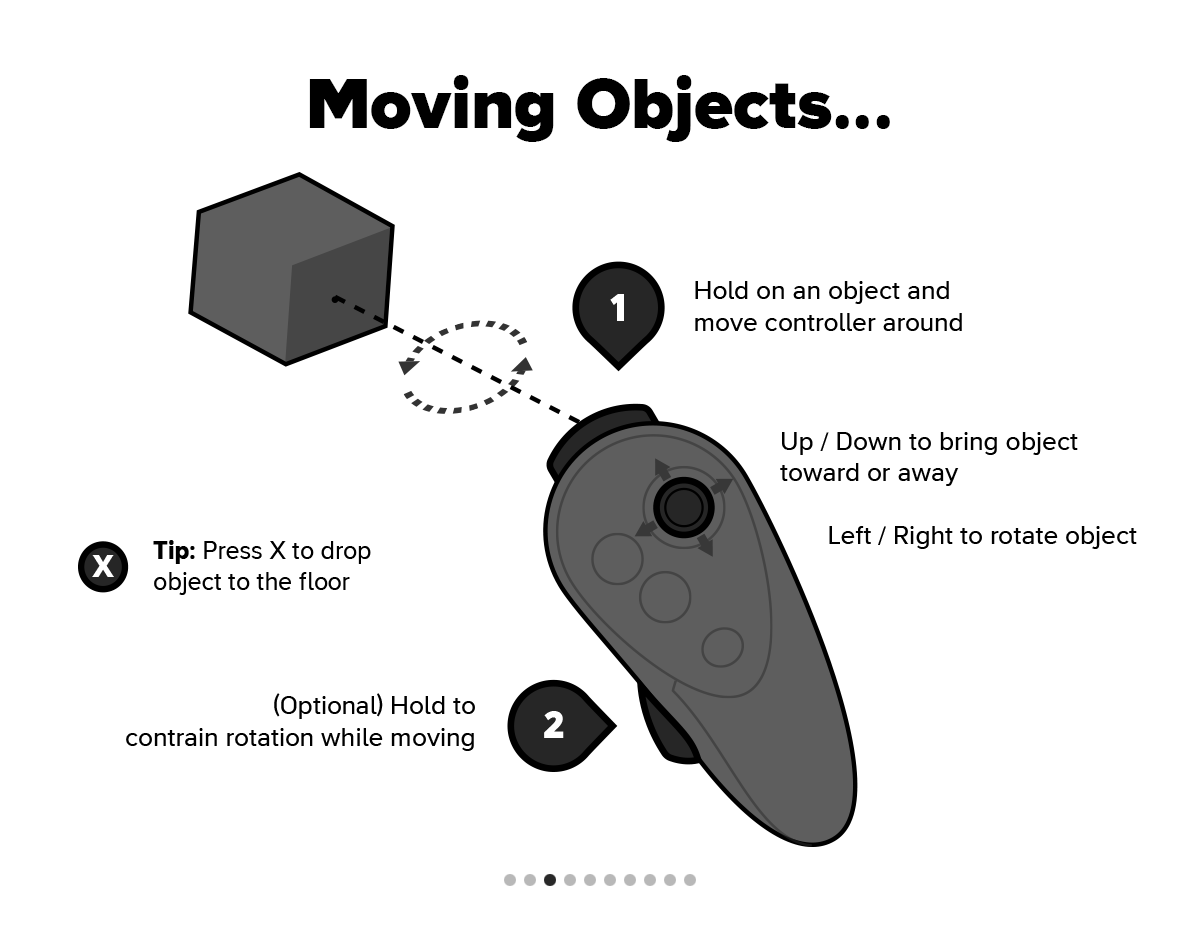 Moving Objects...
1
Hold on an object and
move controller around
Up / Down to bring object
toward or away
Left / Right to rotate object
X
Tip: Press X to drop
object to the floor
(Optional) Hold to
contrain rotation while moving
2